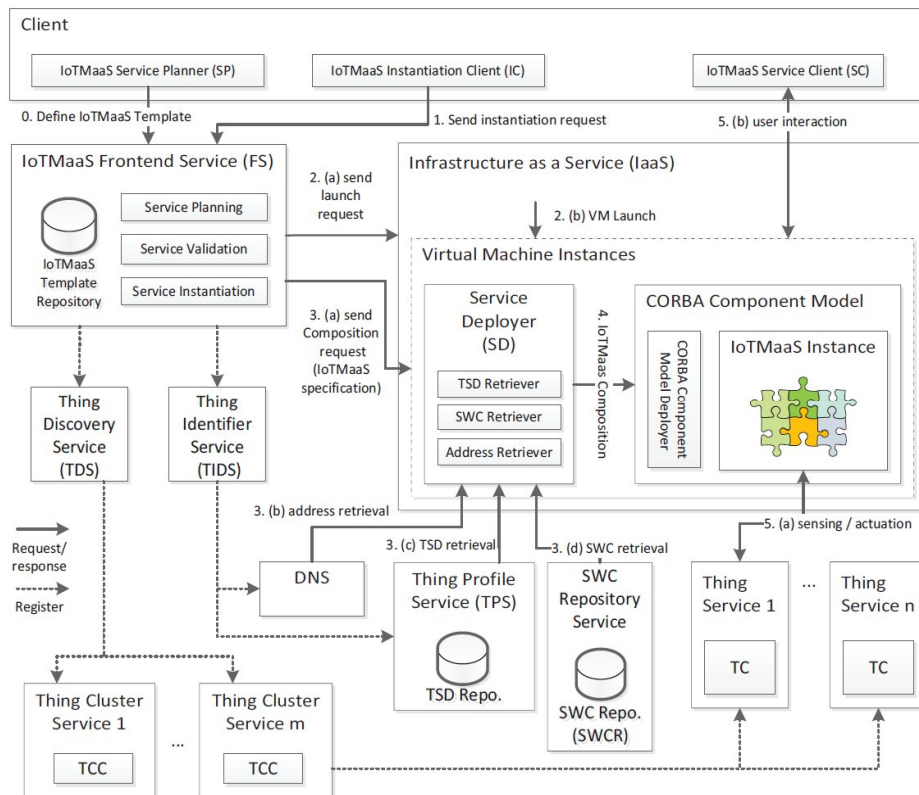 Client
IoTMaaS Service Planner (SP)
IoTMaaS Instantiation Client (IC)
IoTMaaS Service Client (SC)
0. Define IoTMaaS Template
1. Send instantiation request
5. (b) user interaction
IoTMaaS Frontend Service (FS)
Service Planning
Service Validation
Service Instantiation
IoTMaaS
Template
Repository
2. (a) send
launch
request
3. (a) send
Composition
request
(IoTMaaS
specification)
Infrastructure as a Service (IaaS)
2. (b) VM Launch
Virtual Machine Instances
Service
Deployer
(SD)
TSD Retriever
SWC Retriever
Address Retriever
4. IoTMaas Composition
CORBA Component Model
CORBA Component
Model Deployer
IoTMaaS Instance
Thing
Discovery
Service
(TDS)
Thing
Identifier
Service
(TIDS)
3. (b) address retrieval
3. (c) TSD retrieval
3. (d) SWC retrieval
5. (a) sensing / actuation
Request/
response
Register
DNS
Thing Profile
Service (TPS)
TSD Repo.
SWC
Repository
Service
SWC Repo.
(SWCR)
Thing
Service 1
TC
...
Thing
Service n
TC
Thing Cluster
Service 1
TCC
...
Thing Cluster
Service m
TCC